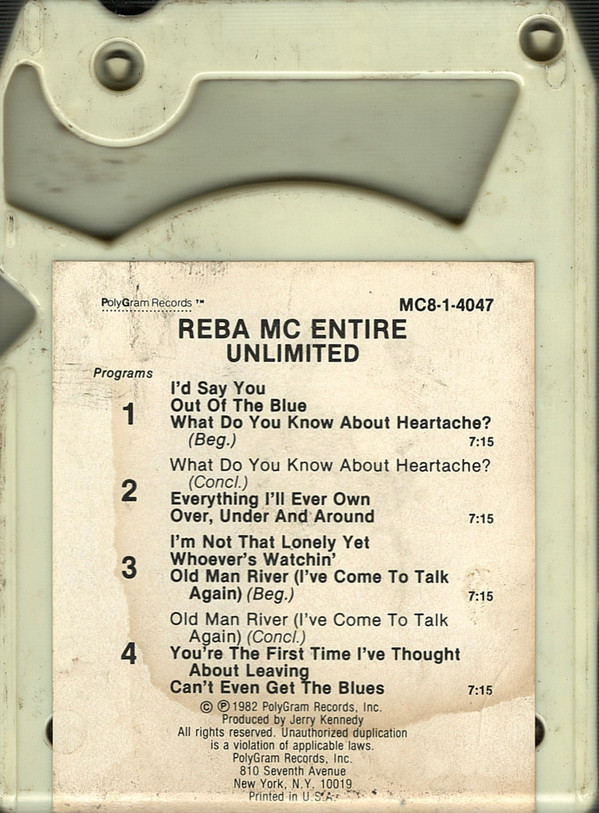 PolyGram Records ™
MC8-1-4047
REBA MC ENTIRE
UNLIMITED
Programs
1
I'd Say You
Out Of The Blue
What Do You Know About Heartache?
(Beg.) 7:15
2
What Do You Know About Heartache?
(Concl.)
Everything I'll Ever Own
Over, Under And Around 7:15
3
I'm Not That Lonely Yet
Whoever's Watchin'
Old Man River (I've Come To Talk
Again) (Beg.) 7:15
4
Old Man River (I've Come To Talk
Again) (Concl.)
You're The First Time I've Thought
About Leaving
Can't Even Get The Blues 7:15
© ℗ 1982 PolyGram Records, Inc.
Produced by Jerry Kennedy
All rights reserved. Unauthorized duplication
is a violation of applicable laws.
PolyGram Records, Inc.
810 Seventh Avenue
New York, N.Y. 10019
Printed in U.S.A.